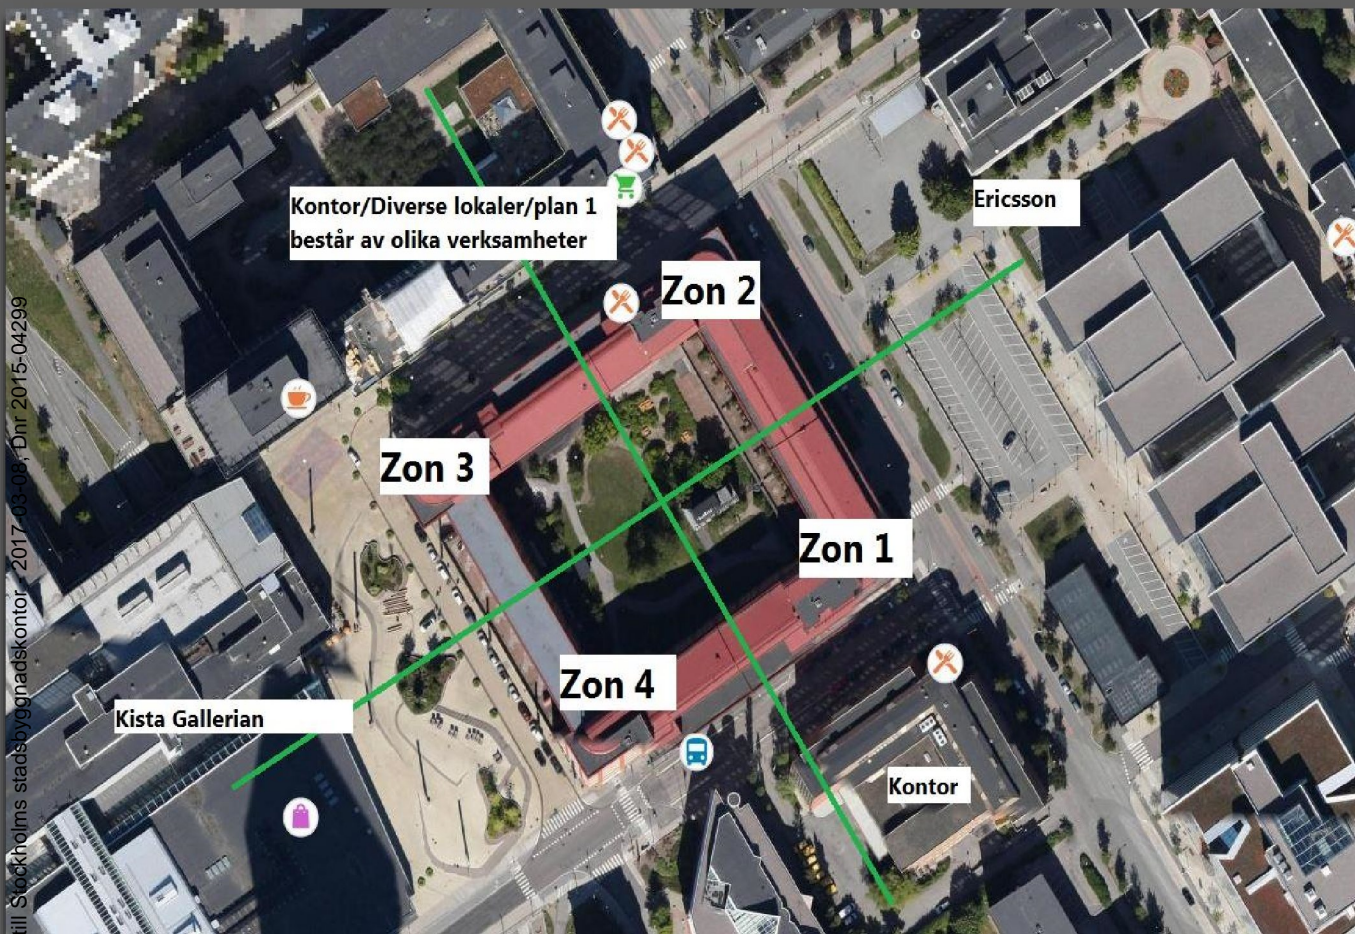 Kontor/Diverse lokaler/plan 1
består av olika verksamheter
Ericsson
Zon 2
Zon 3
Zon 1
Zon 4
Kista Gallerian
Kontor
till Stockholms stadsbyggnadskontor - 2017-03-08, Dnr 2015-04299